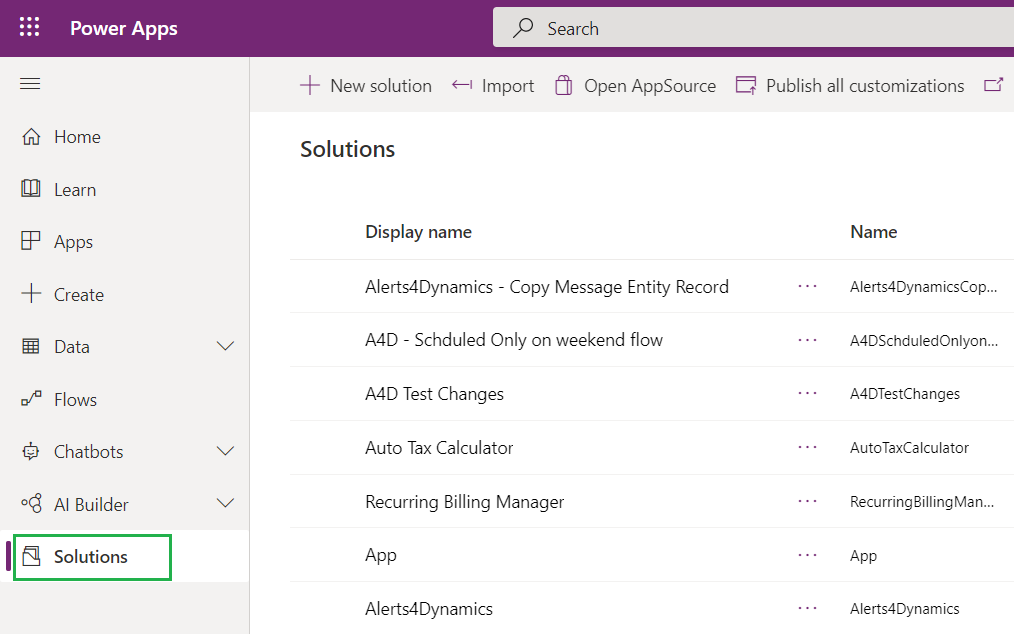 Power Apps
Search
New solution
Import
Open AppSource
Publish all customizations
Home
Learn
Apps
Create
Data
Flows
Chatbots
AI Builder
Solutions
Solutions
Display name Name
Alerts4Dynamics - Copy Message Entity Record ··· Alerts4DynamicsCop...
A4D - Schduled Only on weekend flow ··· A4DSchduledOnlyon...
A4D Test Changes ··· A4DTestChanges
Auto Tax Calculator ··· AutoTaxCalculator
Recurring Billing Manager ··· RecurringBillingMan...
App ··· App
Alerts4Dynamics ··· Alerts4Dynamics